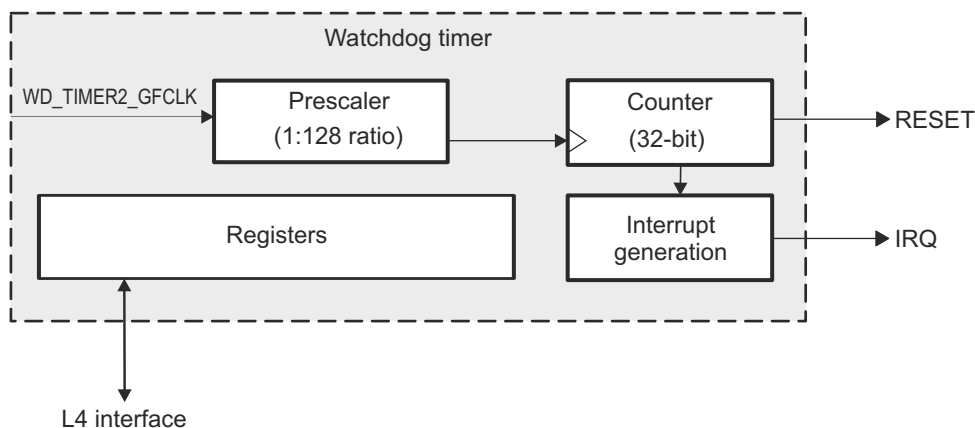 Watchdog timer
WD_TIMER2_GFCLK
Prescaler
(1:128 ratio)
Counter
(32-bit)
RESET
Registers
Interrupt
generation
IRQ
L4 interface